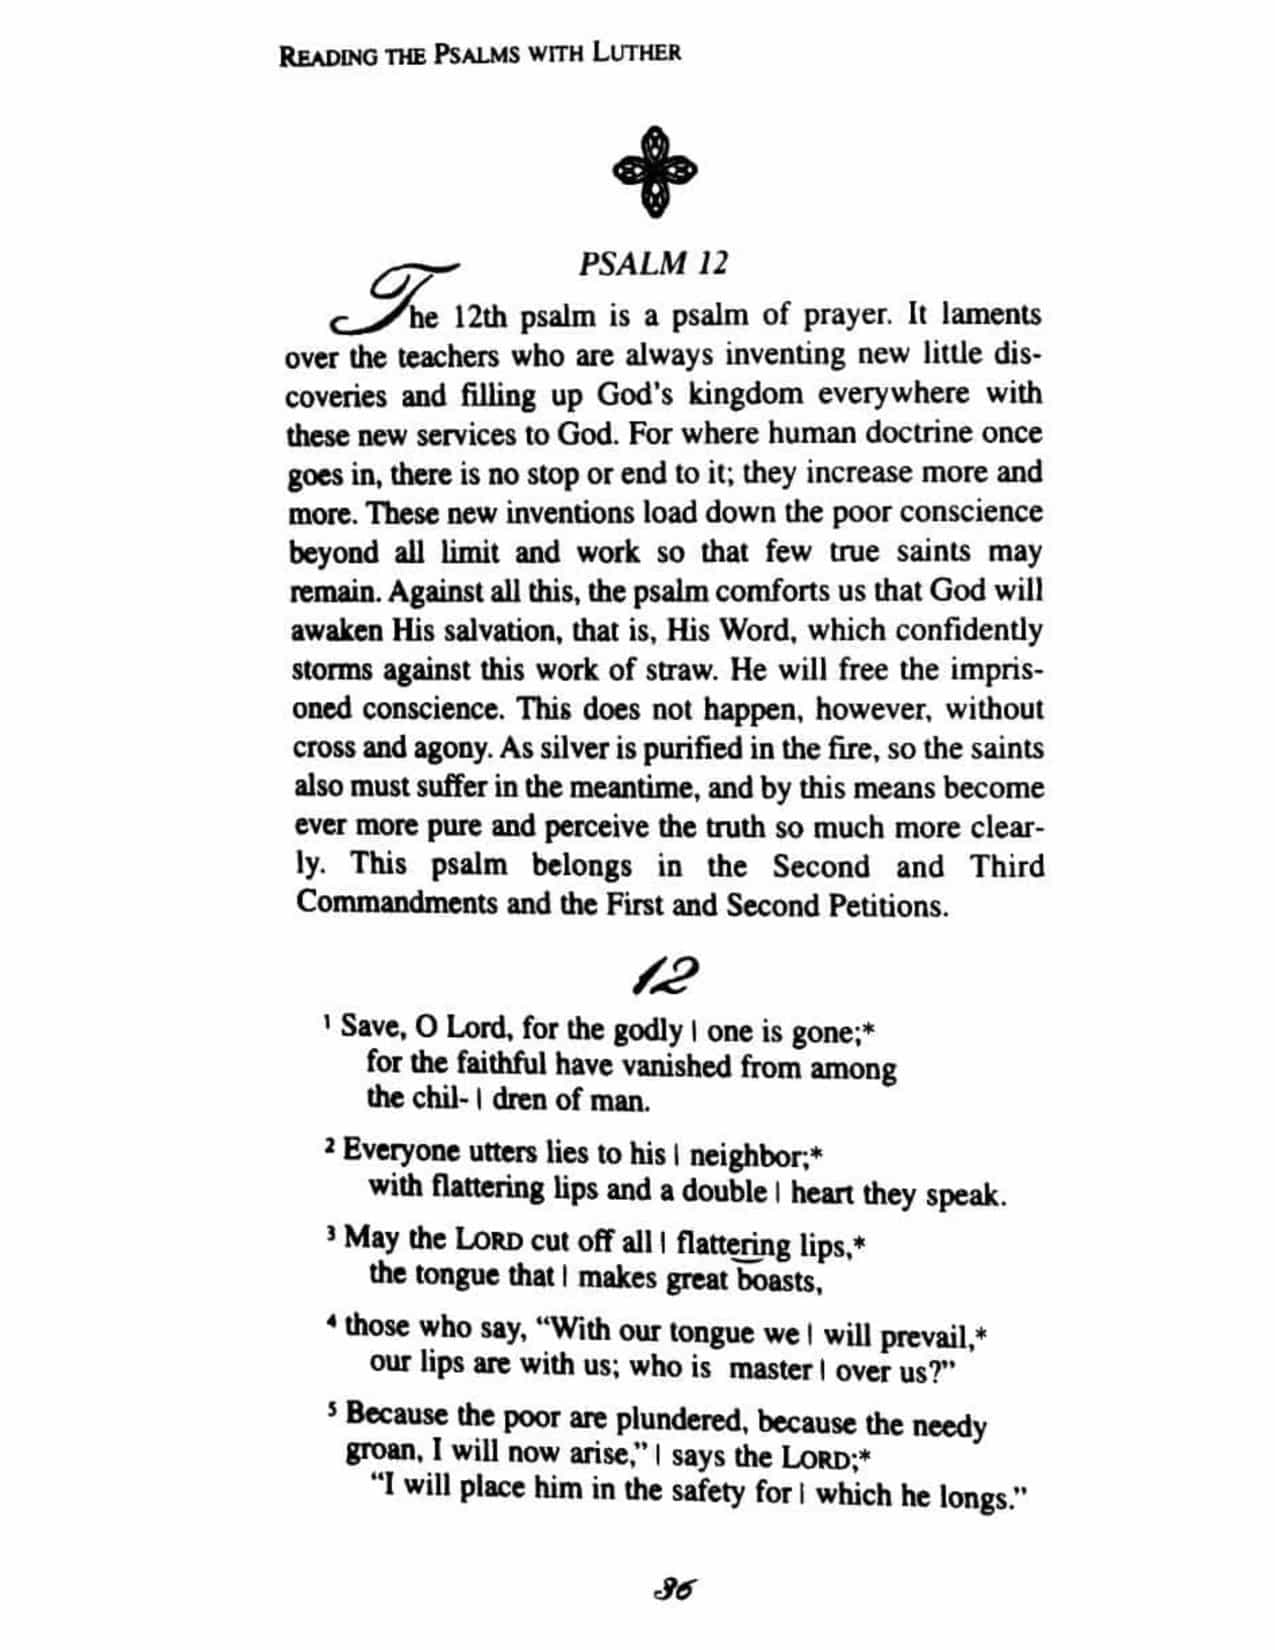 READING THE PSALMS WITH LUTHER
PSALM 12
The 12th psalm is a psalm of prayer. It laments
over the teachers who are always inventing new little dis-
coveries and filling up God's kingdom everywhere with
these new services to God. For where human doctrine once
goes in, there is no stop or end to it; they increase more and
more. These new inventions load down the poor conscience
beyond all limit and work so that few true saints may
remain. Against all this, the psalm comforts us that God will
awaken His salvation, that is, His Word, which confidently
storms against this work of straw. He will free the impris-
oned conscience. This does not happen, however, without
cross and agony. As silver is purified in the fire, so the saints
also must suffer in the meantime, and by this means become
ever more pure and perceive the truth so much more clear-
ly. This psalm belongs in the Second and Third
Commandments and the First and Second Petitions.
12
1 Save, O Lord, for the godly | one is gone;*
for the faithful have vanished from among
the chil- | dren of man.
2 Everyone utters lies to his | neighbor;*
with flattering lips and a double | heart they speak.
3 May the LORD cut off all | flattering lips,*
the tongue that | makes great boasts,
4 those who say, “With our tongue we | will prevail,*
our lips are with us; who is master | over us?”
5 Because the poor are plundered, because the needy
groan, I will now arise,” | says the LORD;*
“I will place him in the safety for | which he longs.”
36